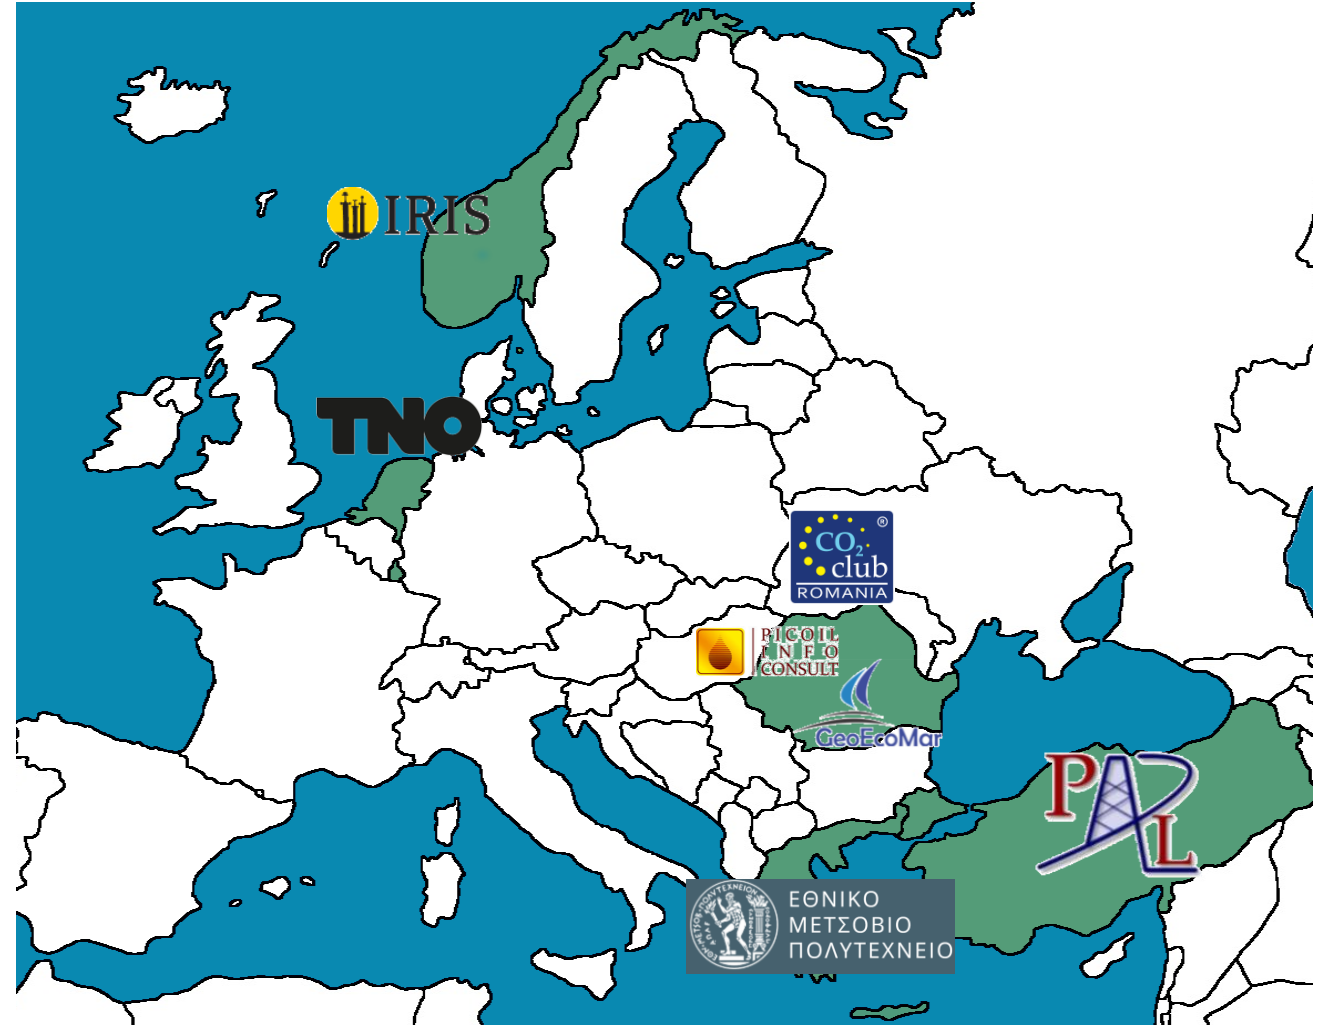 IRIS
TNO
CO2
club
®
ROMANIA
PICOIL
INFO
CONSULT
GeoEcoMar
PAL
ΕΘΝΙΚΟ
ΜΕΤΣΟΒΙΟ
ΠΟΛΥΤΕΧΝΕΙΟ